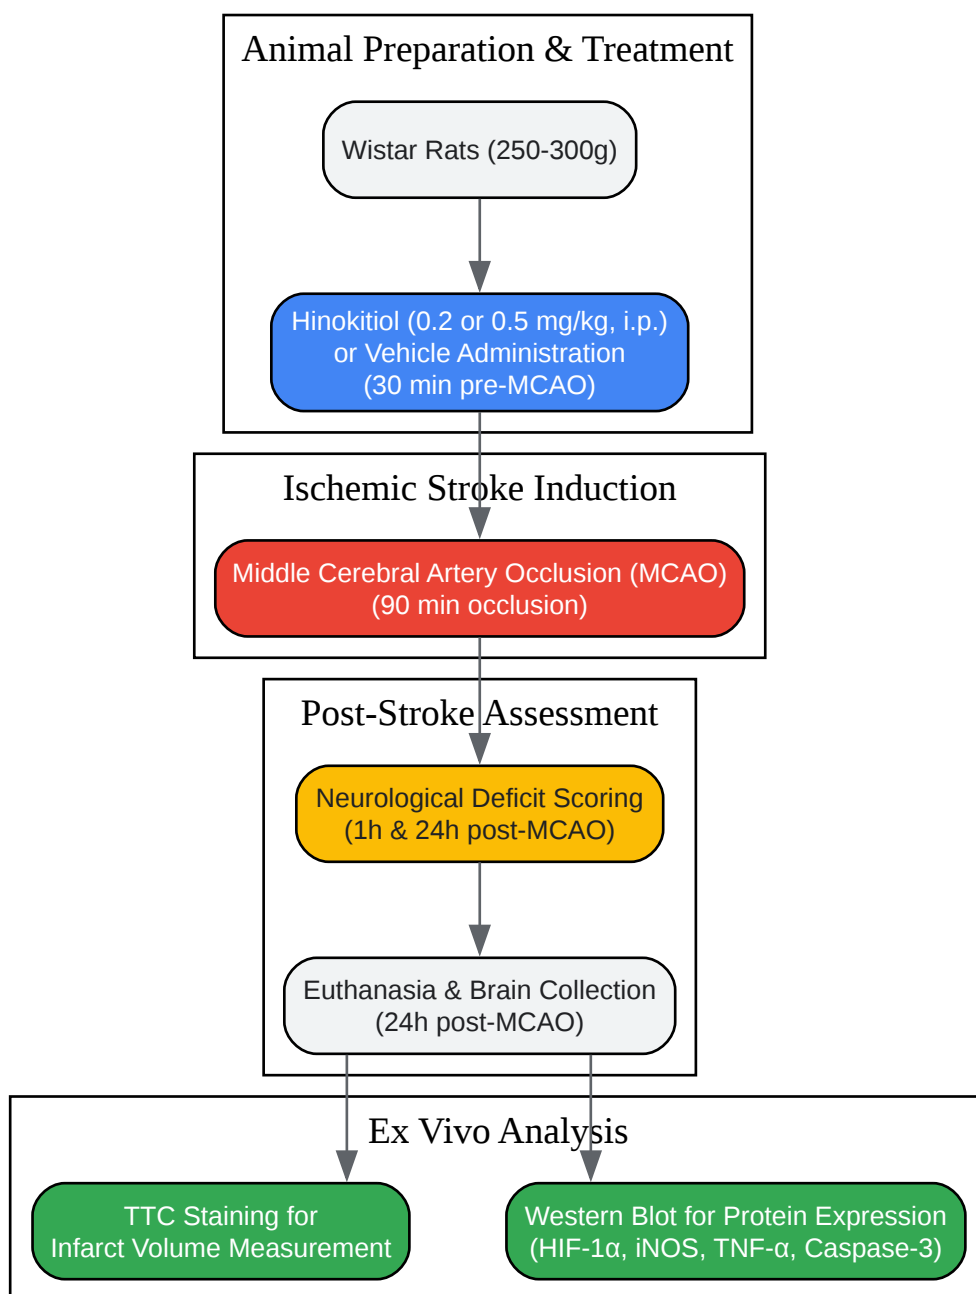 Animal Preparation & Treatment
Wistar Rats (250-300g)
Hinokitiol (0.2 or 0.5 mg/kg, i.p.)
or Vehicle Administration
(30 min pre-MCAO)
Ischemic Stroke Induction
Middle Cerebral Artery Occlusion (MCAO)
(90 min occlusion)
Post-Stroke Assessment
Neurological Deficit Scoring
(1h & 24h post-MCAO)
Euthanasia & Brain Collection
(24h post-MCAO)
Ex Vivo Analysis
TTC Staining for
Infarct Volume Measurement
Western Blot for Protein Expression
(HIF-1α, iNOS, TNF-α, Caspase-3)